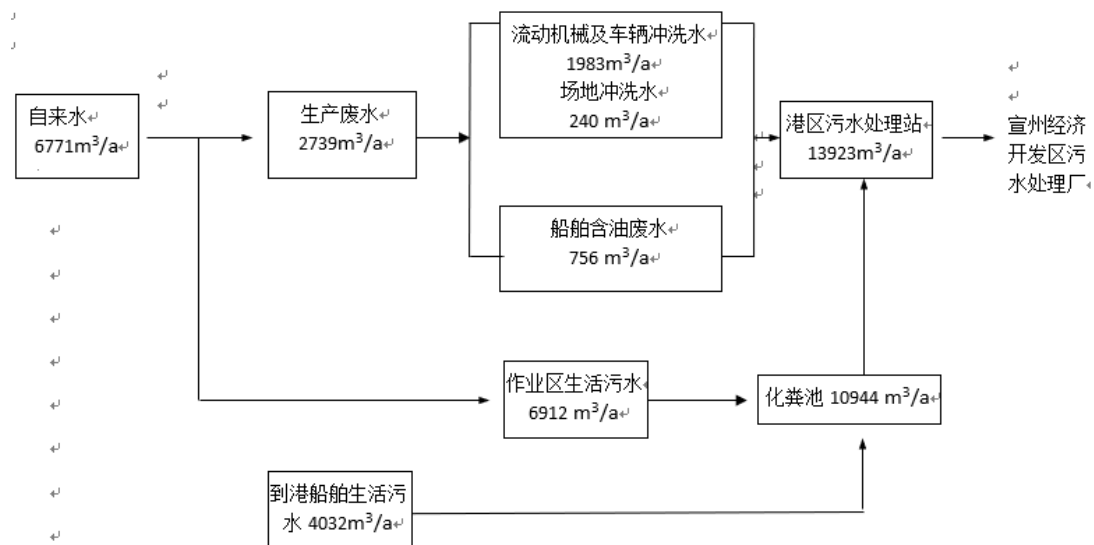 自来水
6771m³/a
生产废水
2739m³/a
流动机械及车辆冲洗水
1983m³/a
场地冲洗水
240 m³/a
船舶含油废水
756 m³/a
港区污水处理站
13923m³/a
宣州经济
开发区污
水处理厂
作业区生活污水
6912 m³/a
化粪池 10944 m³/a
到港船舶生活污
水 4032m³/a